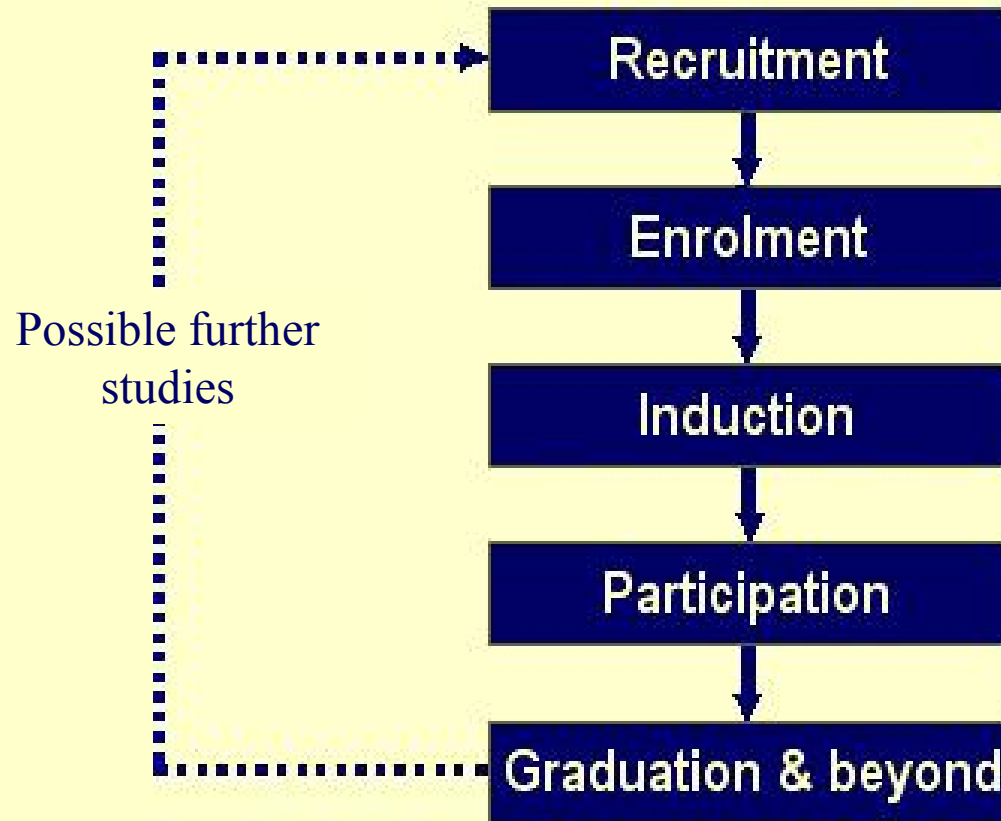 Recruitment
Enrolment
Possible further
studies
Induction
Participation
Graduation & beyond